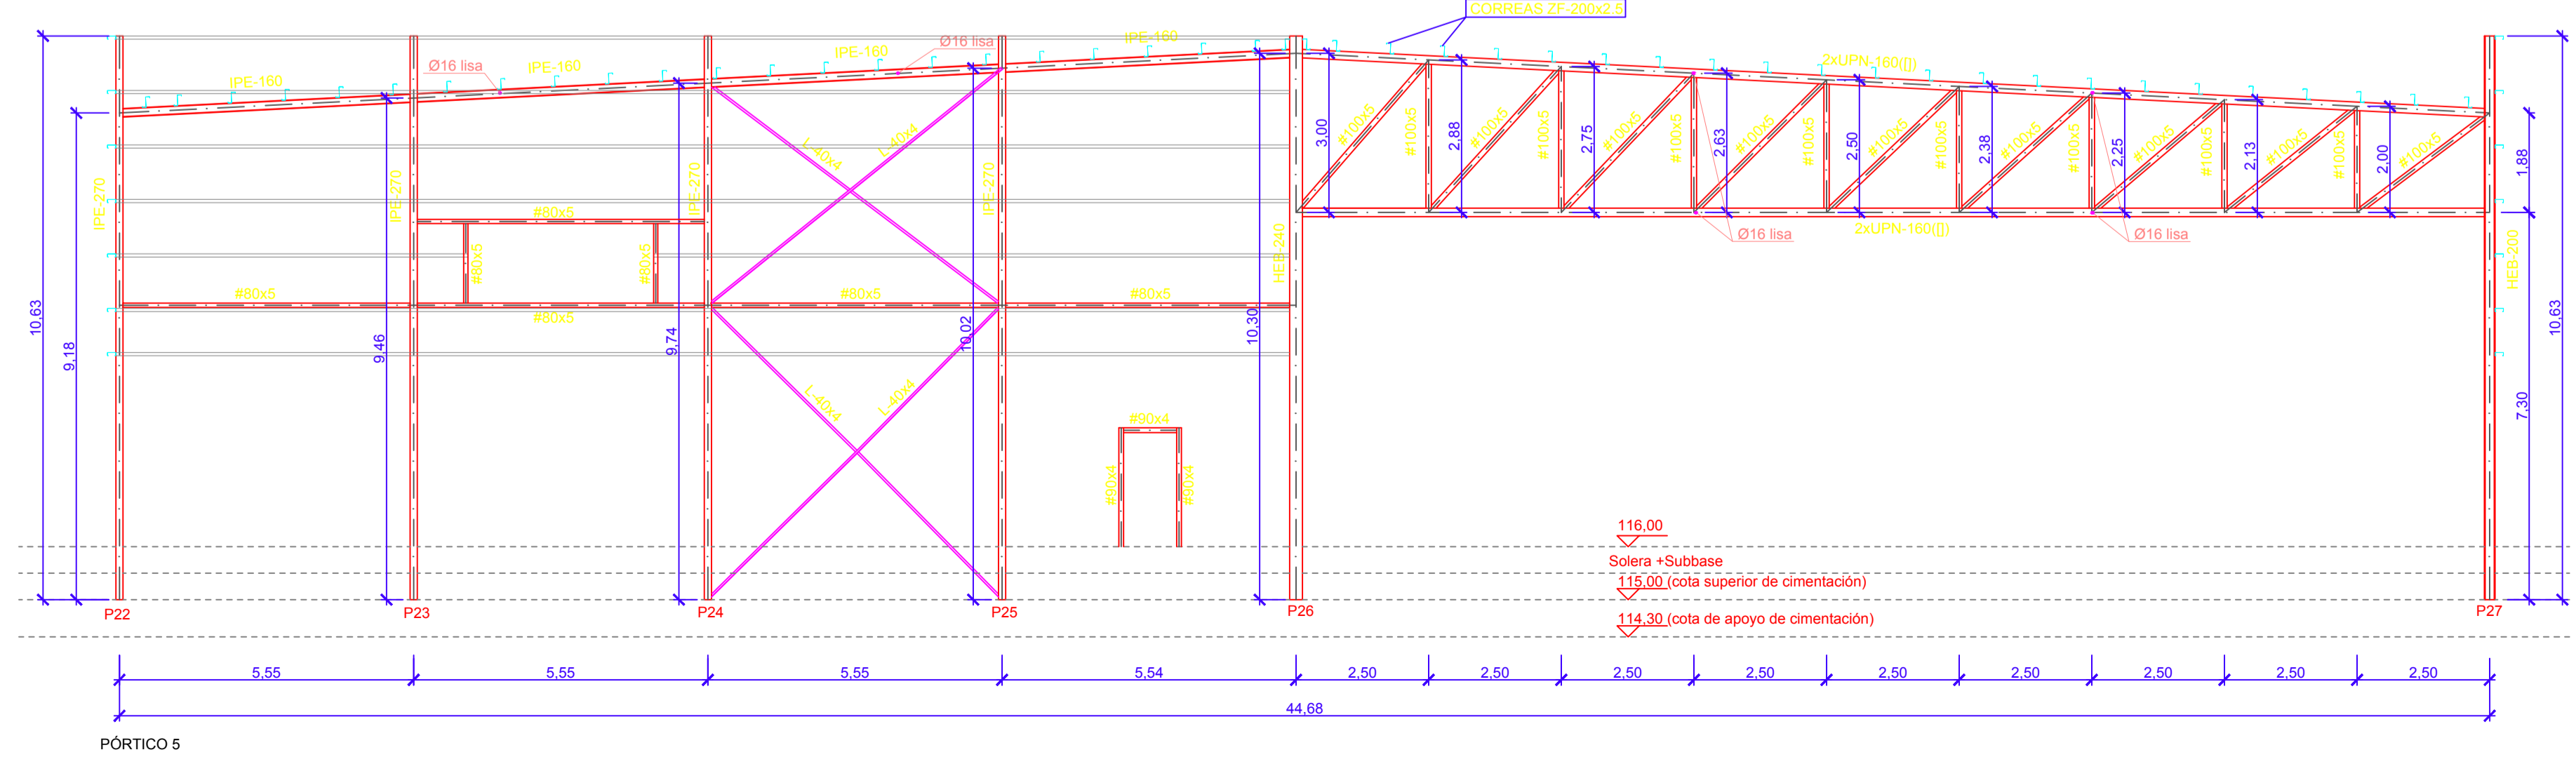 CORREAS ZF-200x2.5
IPE-160
Ø16 lisa
IPE-160
IPE-160
Ø16 lisa
IPE-160
2xUPN-160([])
10,63
9,18
IPE-270
9,46
IPE-270
#80x5
#80x5
#80x5
#80x5
#80x5
9,74
IPE-270
L-40x4
L-40x4
#80x5
L-40x4
L-40x4
10,02
IPE-270
#80x5
#90x4
#90x4
#90x4
10,30
HEB-240
3,00
#100x5
#100x5
2,88
#100x5
#100x5
2,75
#100x5
#100x5
2,63
#100x5
#100x5
2,50
#100x5
#100x5
2,38
#100x5
#100x5
2,25
#100x5
#100x5
2,13
#100x5
#100x5
2,00
#100x5
1,88
Ø16 lisa
2xUPN-160([])
Ø16 lisa
HEB-200
7,30
10,63
116,00
Solera +Subbase
115,00 (cota superior de cimentación)
114,30 (cota de apoyo de cimentación)
P22
P23
P24
P25
P26
P27
5,55
5,55
5,55
5,54
2,50
2,50
2,50
2,50
2,50
2,50
2,50
2,50
2,50
44,68
PÓRTICO 5